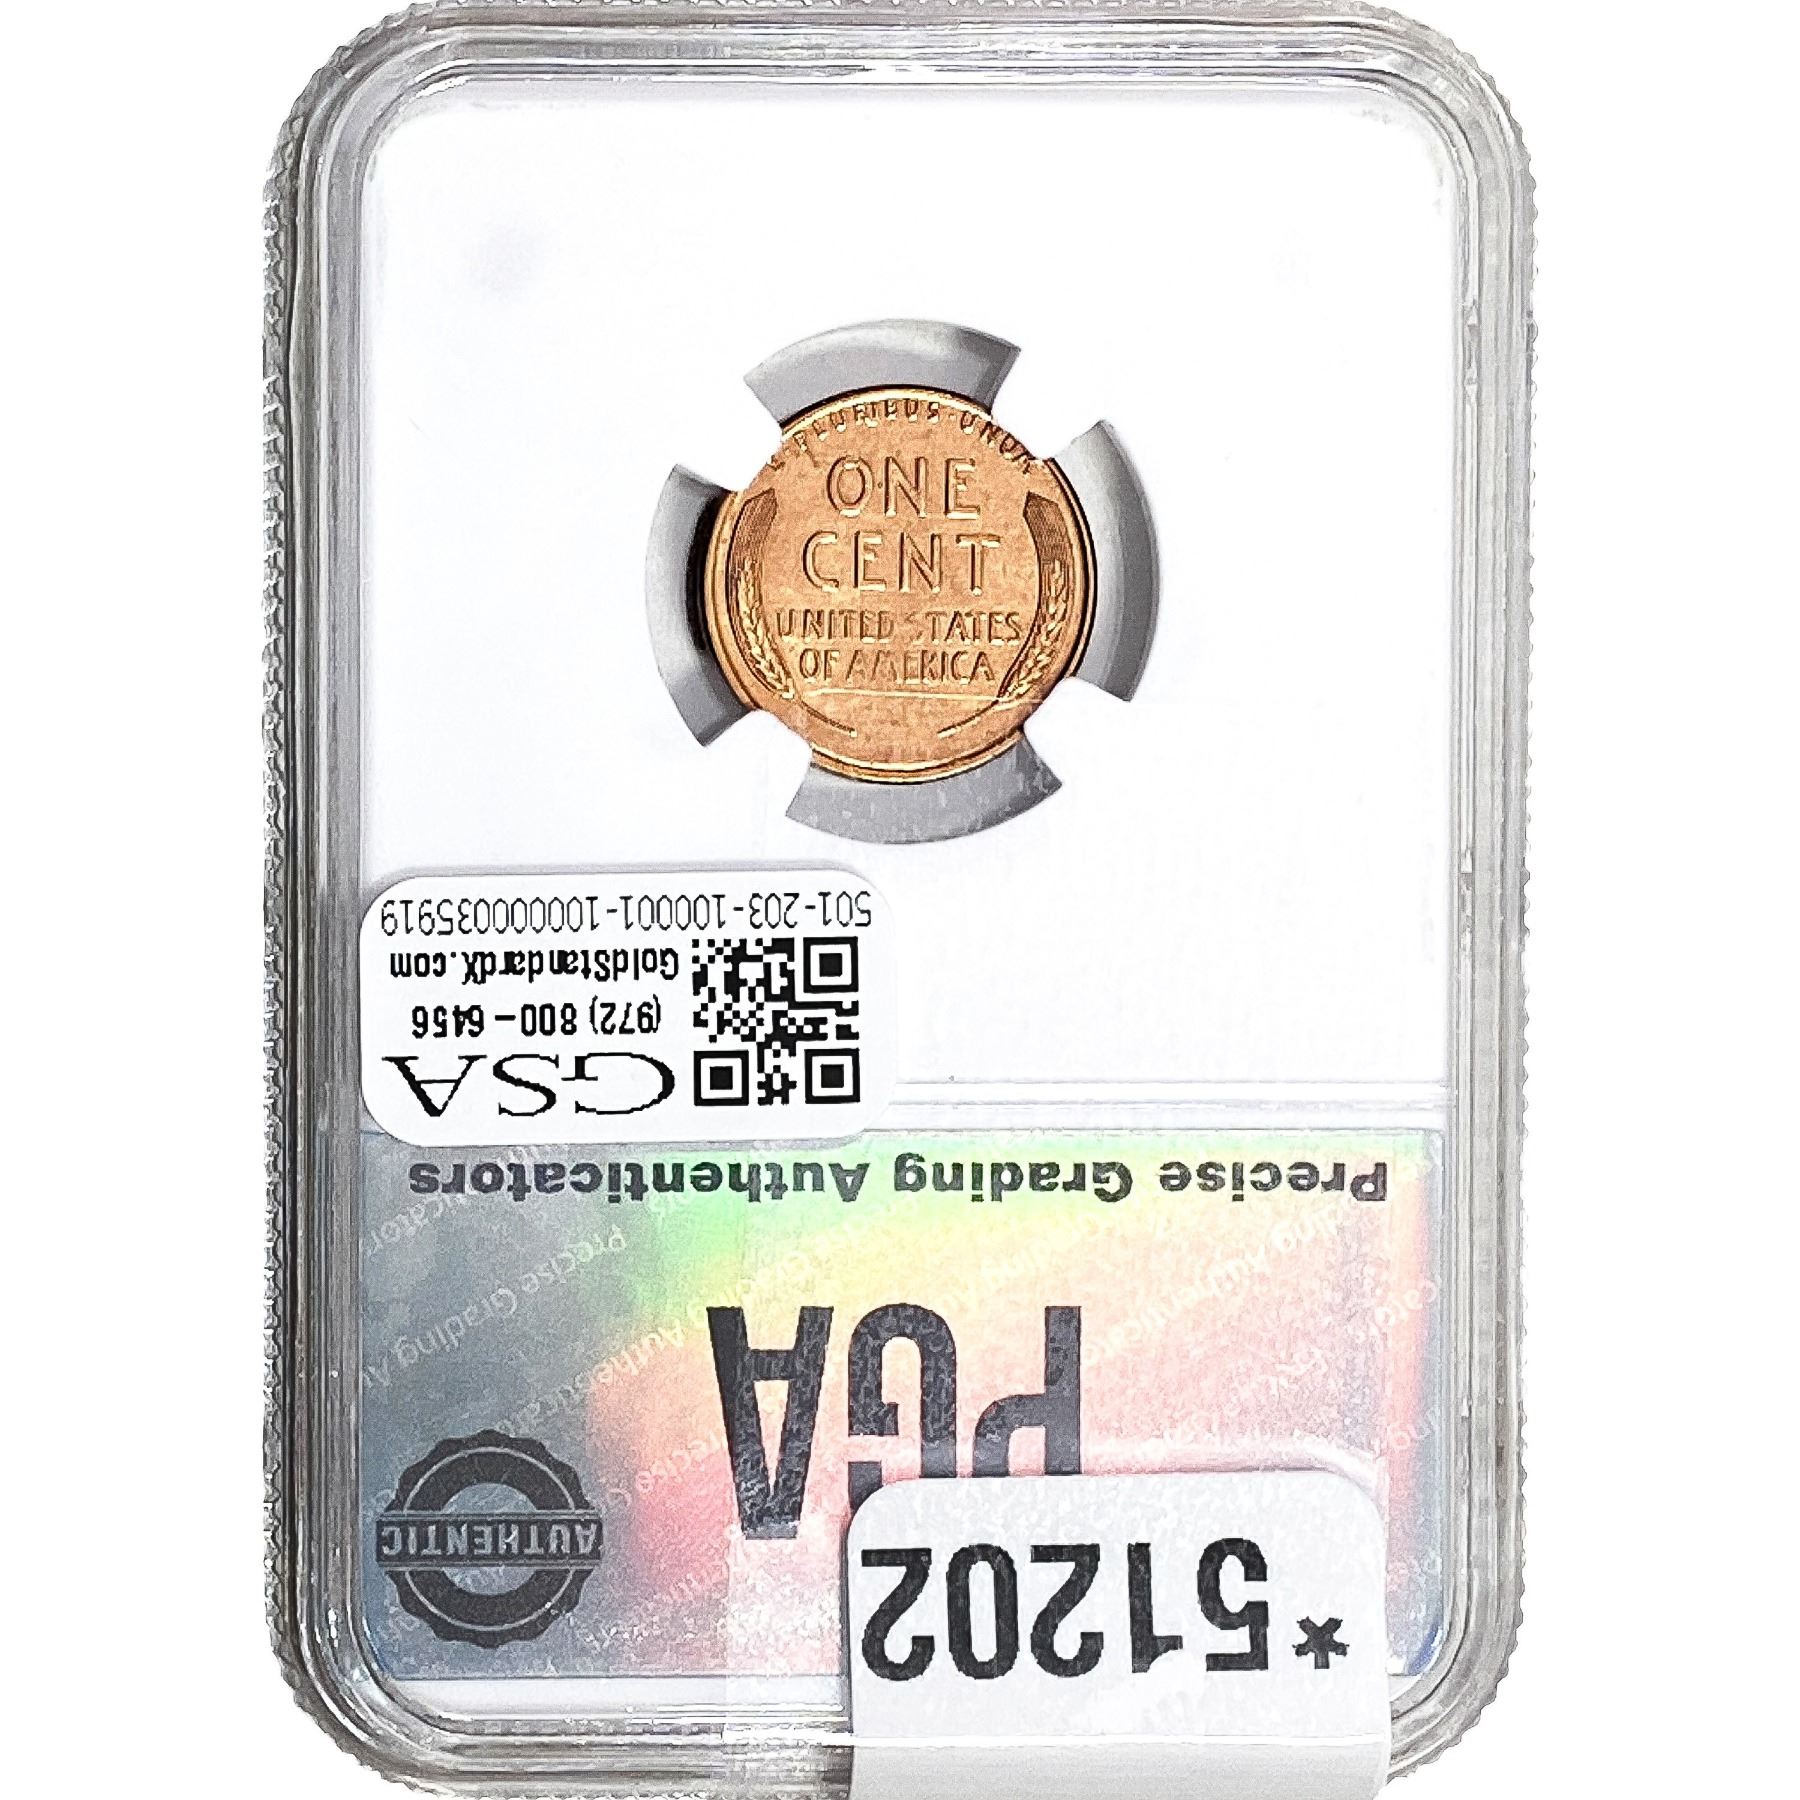 E·PLURIBUS·UNUM
ONE
CENT
UNITED STATES
OF AMERICA
*51202
PGA
AUTHENTIC
Precise Grading Authenticators
GSA
(972) 800-6456
GoldStandardX.com
501-203-100001-100000035919